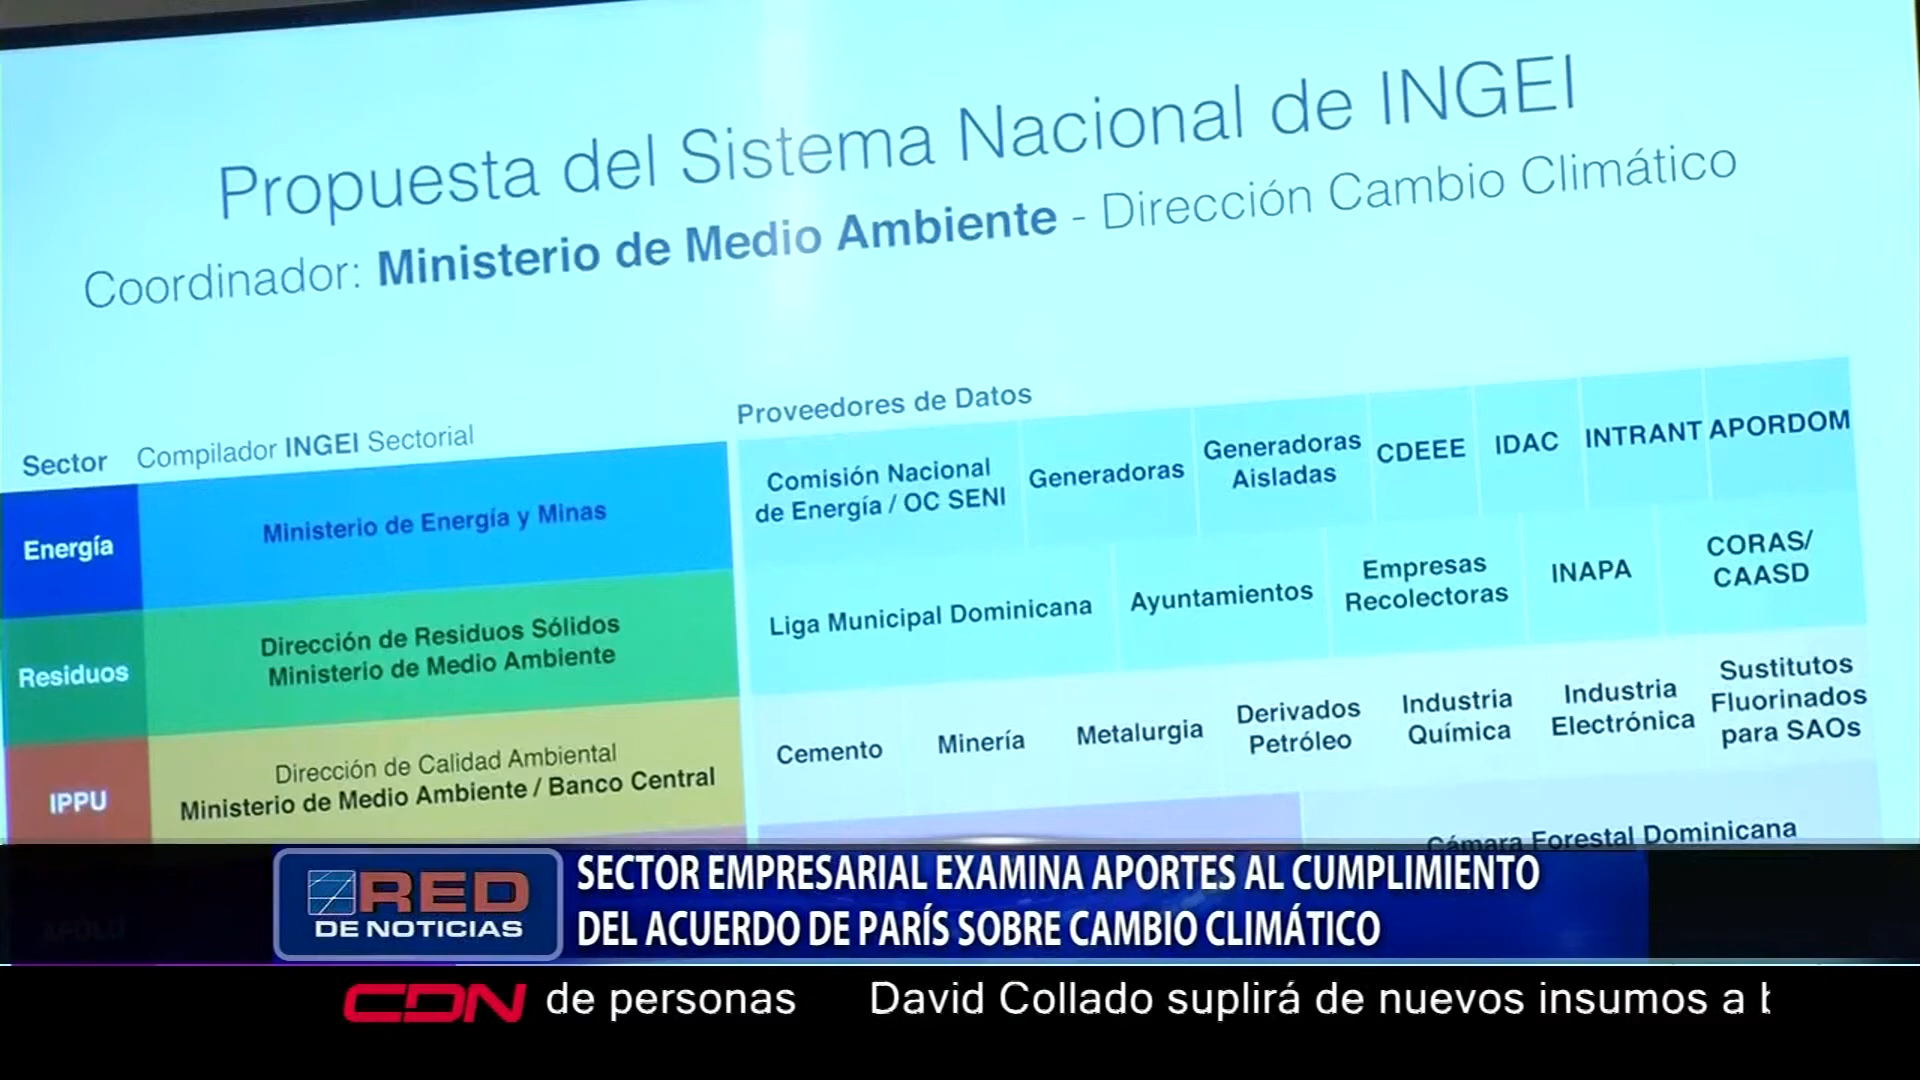 Propuesta del Sistema Nacional de INGEI
Coordinador: Ministerio de Medio Ambiente - Dirección Cambio Climático
Sector
Compilador INGEI Sectorial
Proveedores de Datos
Energía
Ministerio de Energía y Minas
Comisión Nacional
de Energía / OC SENI
Generadoras
Generadoras
Aisladas
CDEEE
IDAC
INTRANT
APORDOM
Residuos
Dirección de Residuos Sólidos
Ministerio de Medio Ambiente
Liga Municipal Dominicana
Ayuntamientos
Empresas
Recolectoras
INAPA
CORAS/
CAASD
IPPU
Dirección de Calidad Ambiental
Ministerio de Medio Ambiente / Banco Central
Cemento
Minería
Metalurgia
Derivados
Petróleo
Industria
Química
Industria
Electrónica
Sustitutos
Fluorinados
para SAOs
Cámara Forestal Dominicana
RED
DE NOTICIAS
SECTOR EMPRESARIAL EXAMINA APORTES AL CUMPLIMIENTO
DEL ACUERDO DE PARÍS SOBRE CAMBIO CLIMÁTICO
CDN de personas David Collado suplirá de nuevos insumos a